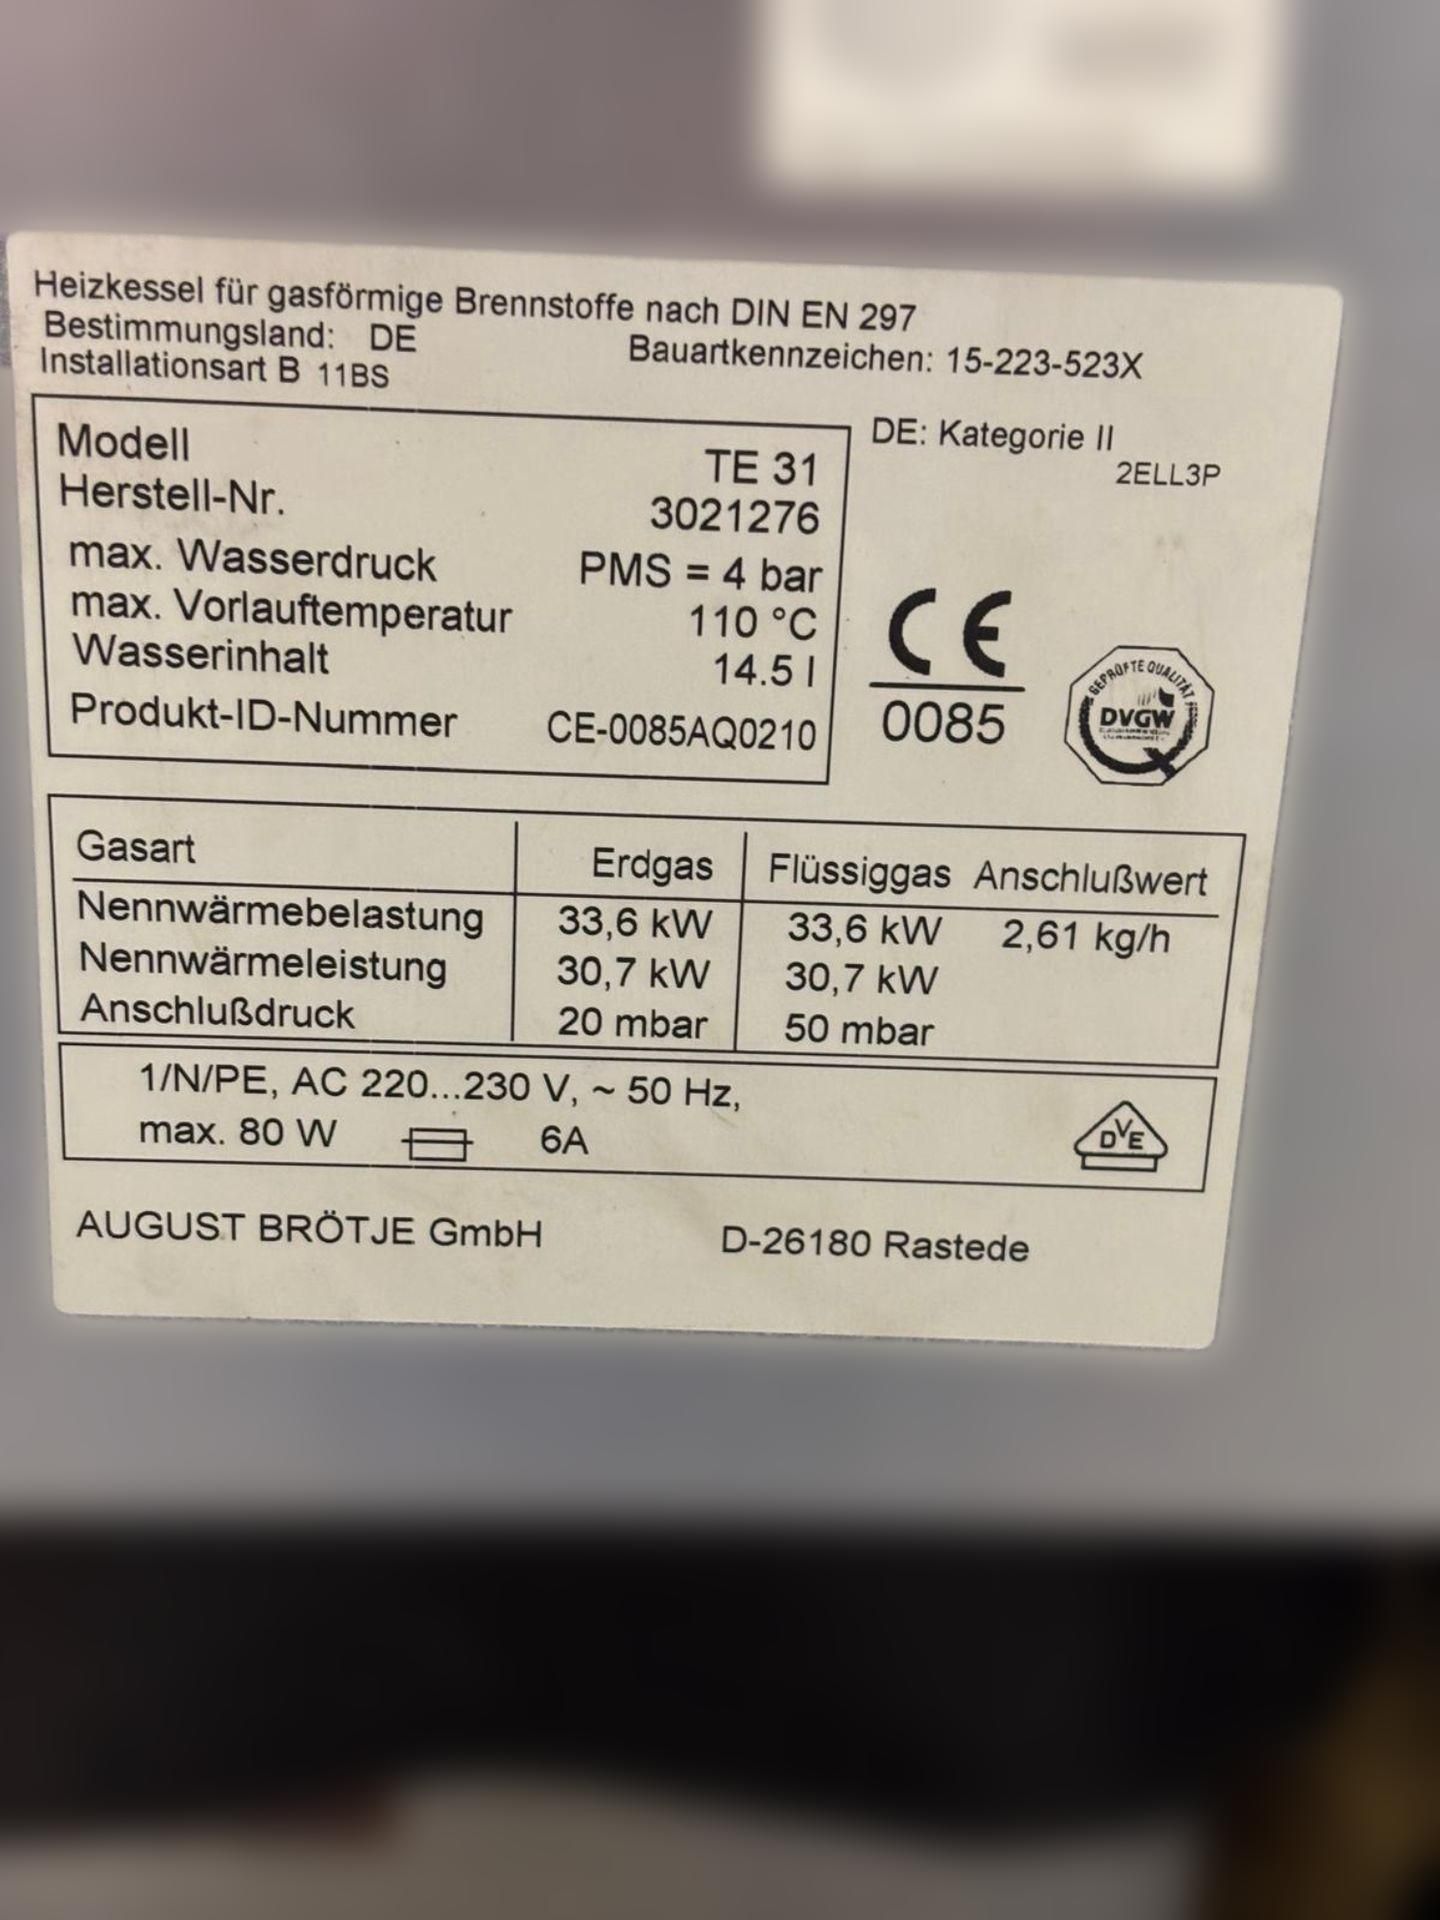 Heizkessel für gasförmige Brennstoffe nach DIN EN 297
Bestimmungsland: DE
Bauartkennzeichen: 15-223-523X
Installationsart B 11BS
DE: Kategorie II 2ELL3P
Modell TE 31
Herstell-Nr. 3021276
max. Wasserdruck PMS = 4 bar
max. Vorlauftemperatur 110 °C
Wasserinhalt 14.5 l
Produkt-ID-Nummer CE-0085AQ0210
CE
0085
GEPRÜFTE QUALITÄT
DVGW
Gasart Erdgas Flüssiggas Anschlußwert
Nennwärmebelastung 33,6 kW 33,6 kW 2,61 kg/h
Nennwärmeleistung 30,7 kW 30,7 kW
Anschlußdruck 20 mbar 50 mbar
1/N/PE, AC 220...230 V, ~ 50 Hz,
max. 80 W 6A
DVE
AUGUST BRÖTJE GmbH D-26180 Rastede